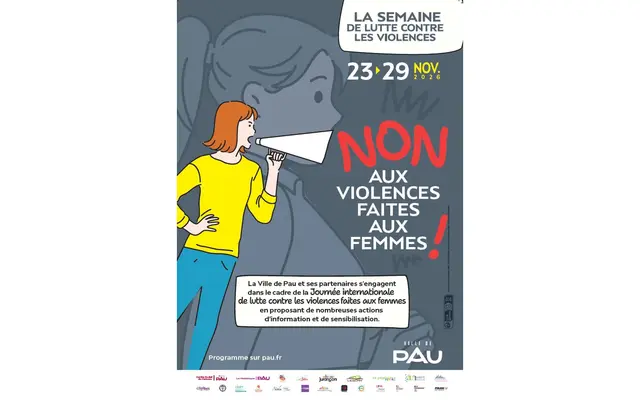 LA SEMAINE
DE LUTTE CONTRE
LES VIOLENCES
23 29 NOV.
2026
NON
AUX
VIOLENCES
FAITES
AUX
FEMMES !
La Ville de Pau et ses partenaires s'engagent
dans le cadre de la Journée internationale
de lutte contre les violences faites aux femmes
en proposant de nombreuses actions
d'information et de sensibilisation.
VILLE DE
PAU
Programme sur pau.fr